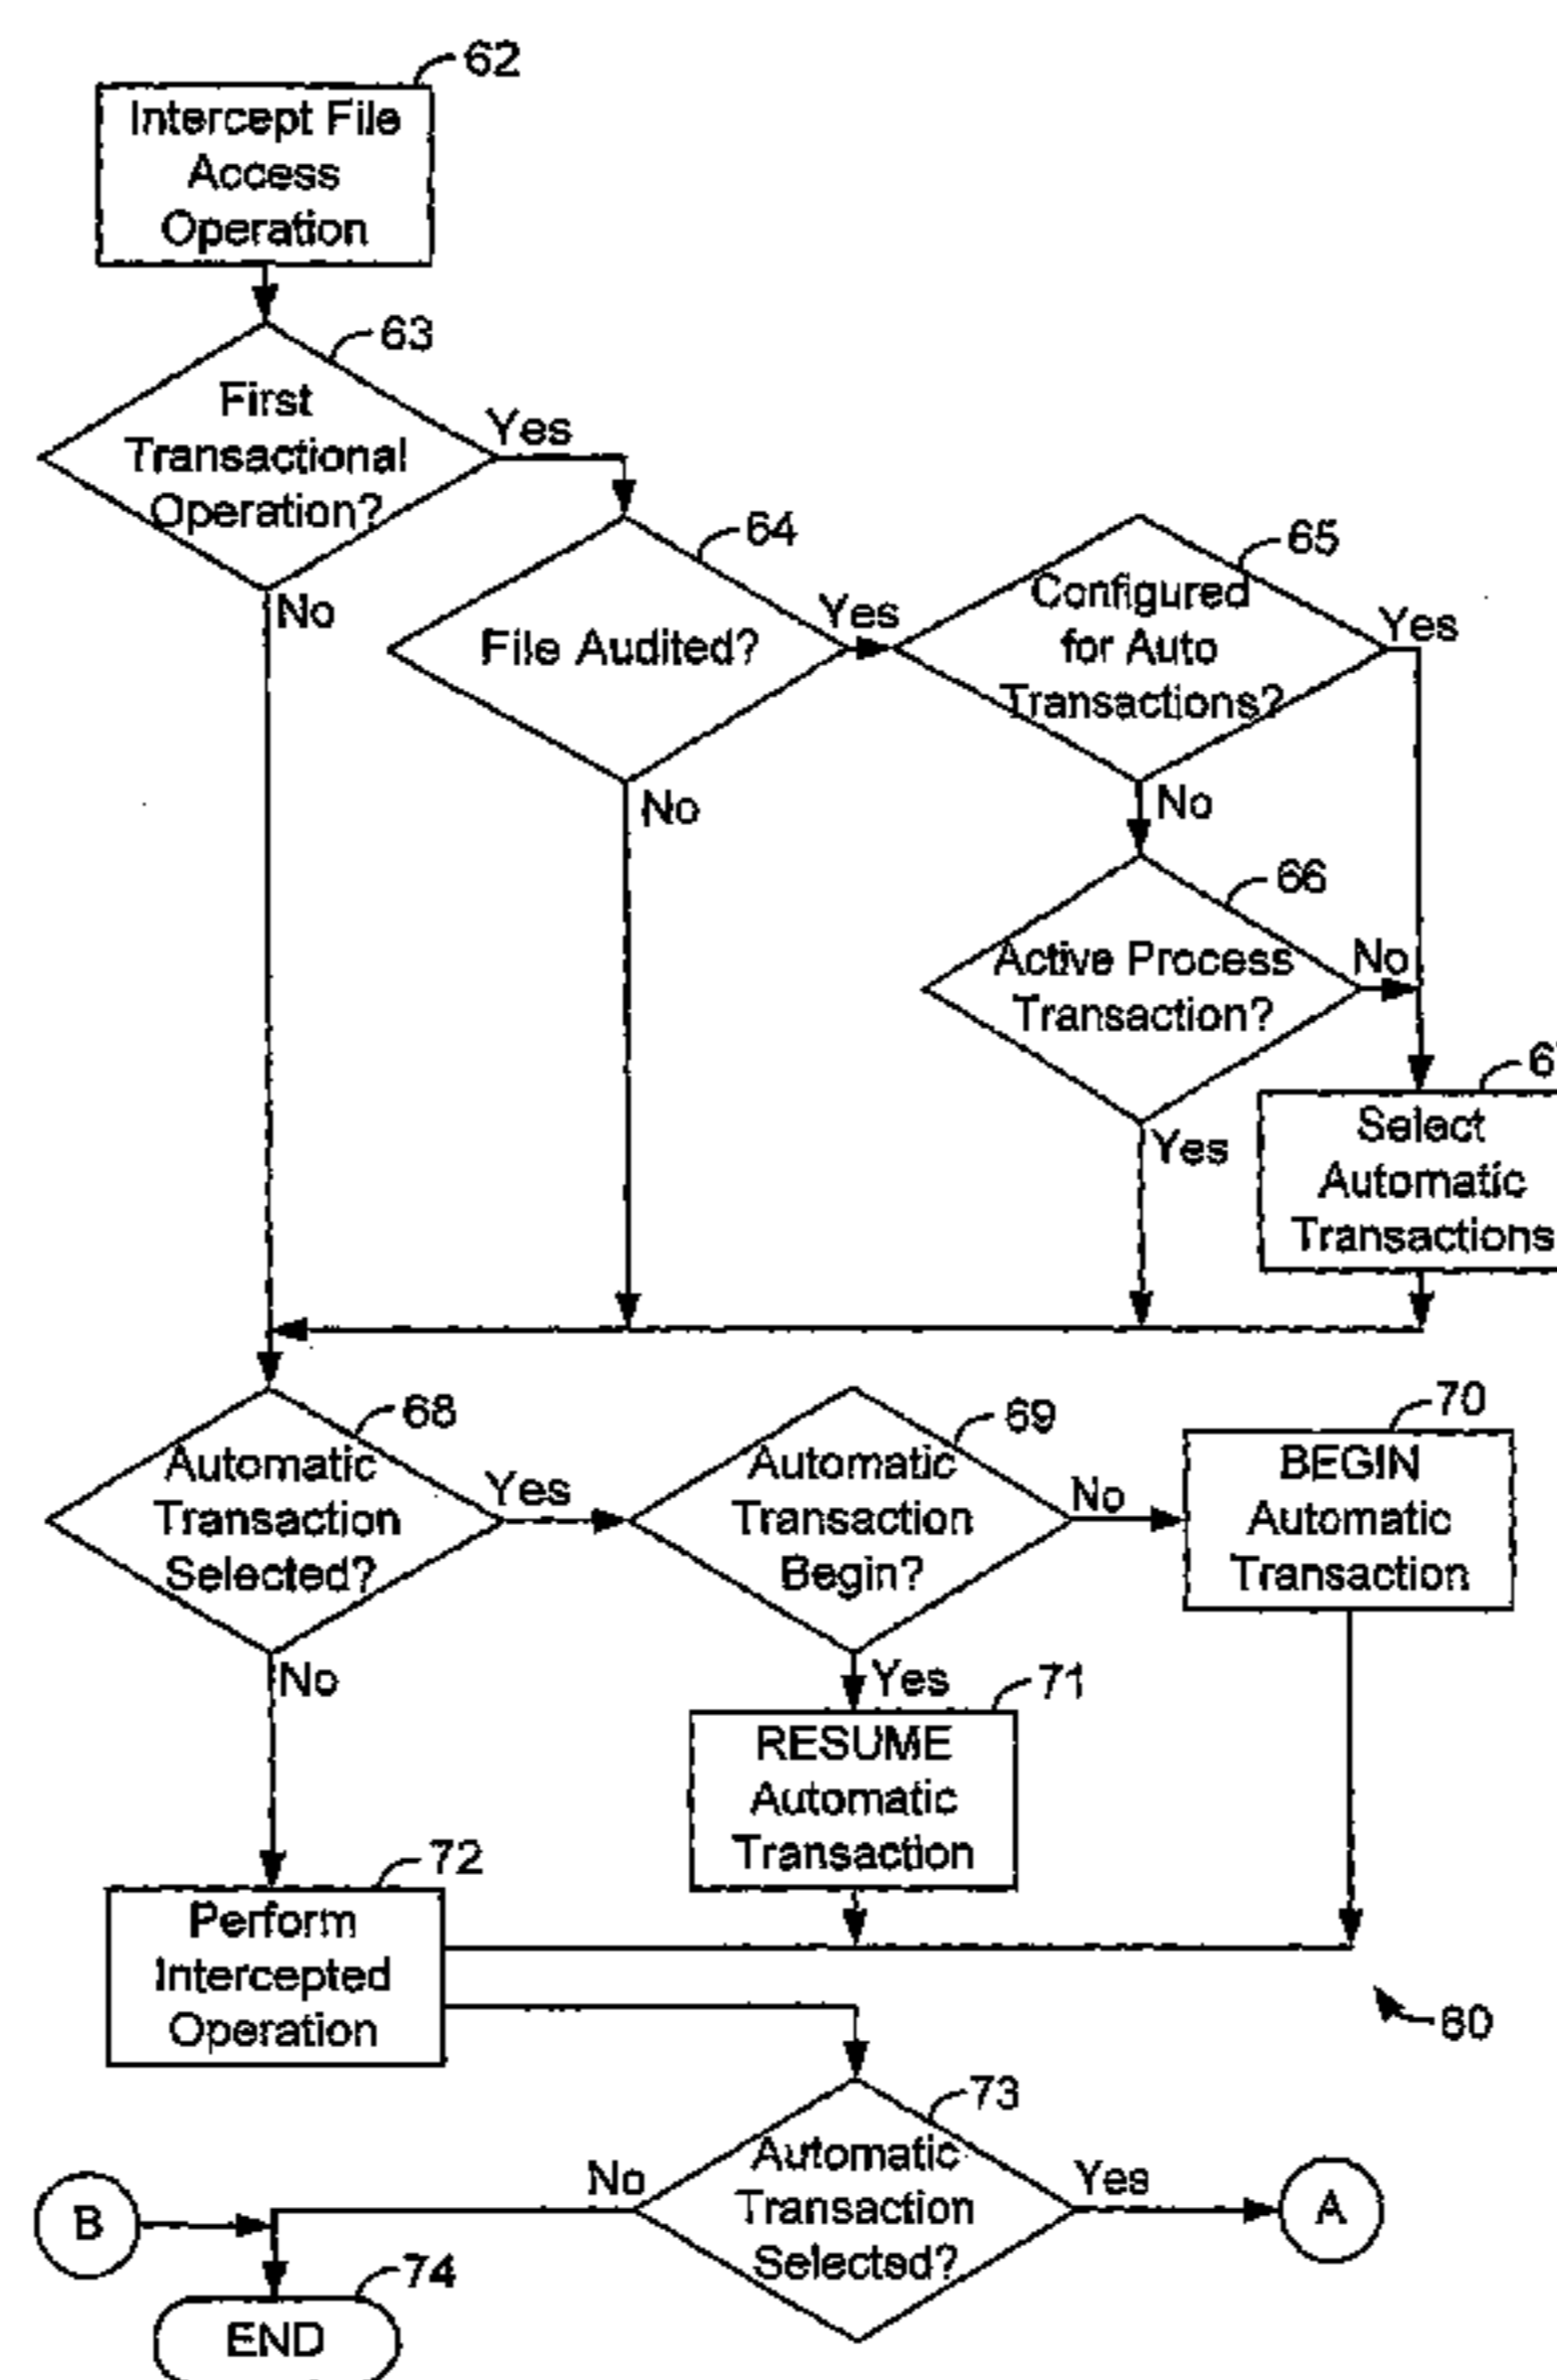 62
Intercept File
Access
Operation
63
First
Transactional
Operation?
Yes
No
64
File Audited?
Yes
No
65
Configured
for Auto
Transactions?
Yes
No
66
Active Process
Transaction?
No
Yes
Select
Automatic
Transactions
68
Automatic
Transaction
Selected?
Yes
No
69
Automatic
Transaction
Begin?
No
Yes
70
BEGIN
Automatic
Transaction
71
RESUME
Automatic
Transaction
72
Perform
Intercepted
Operation
60
73
Automatic
Transaction
Selected?
No
Yes
B
A
74
END